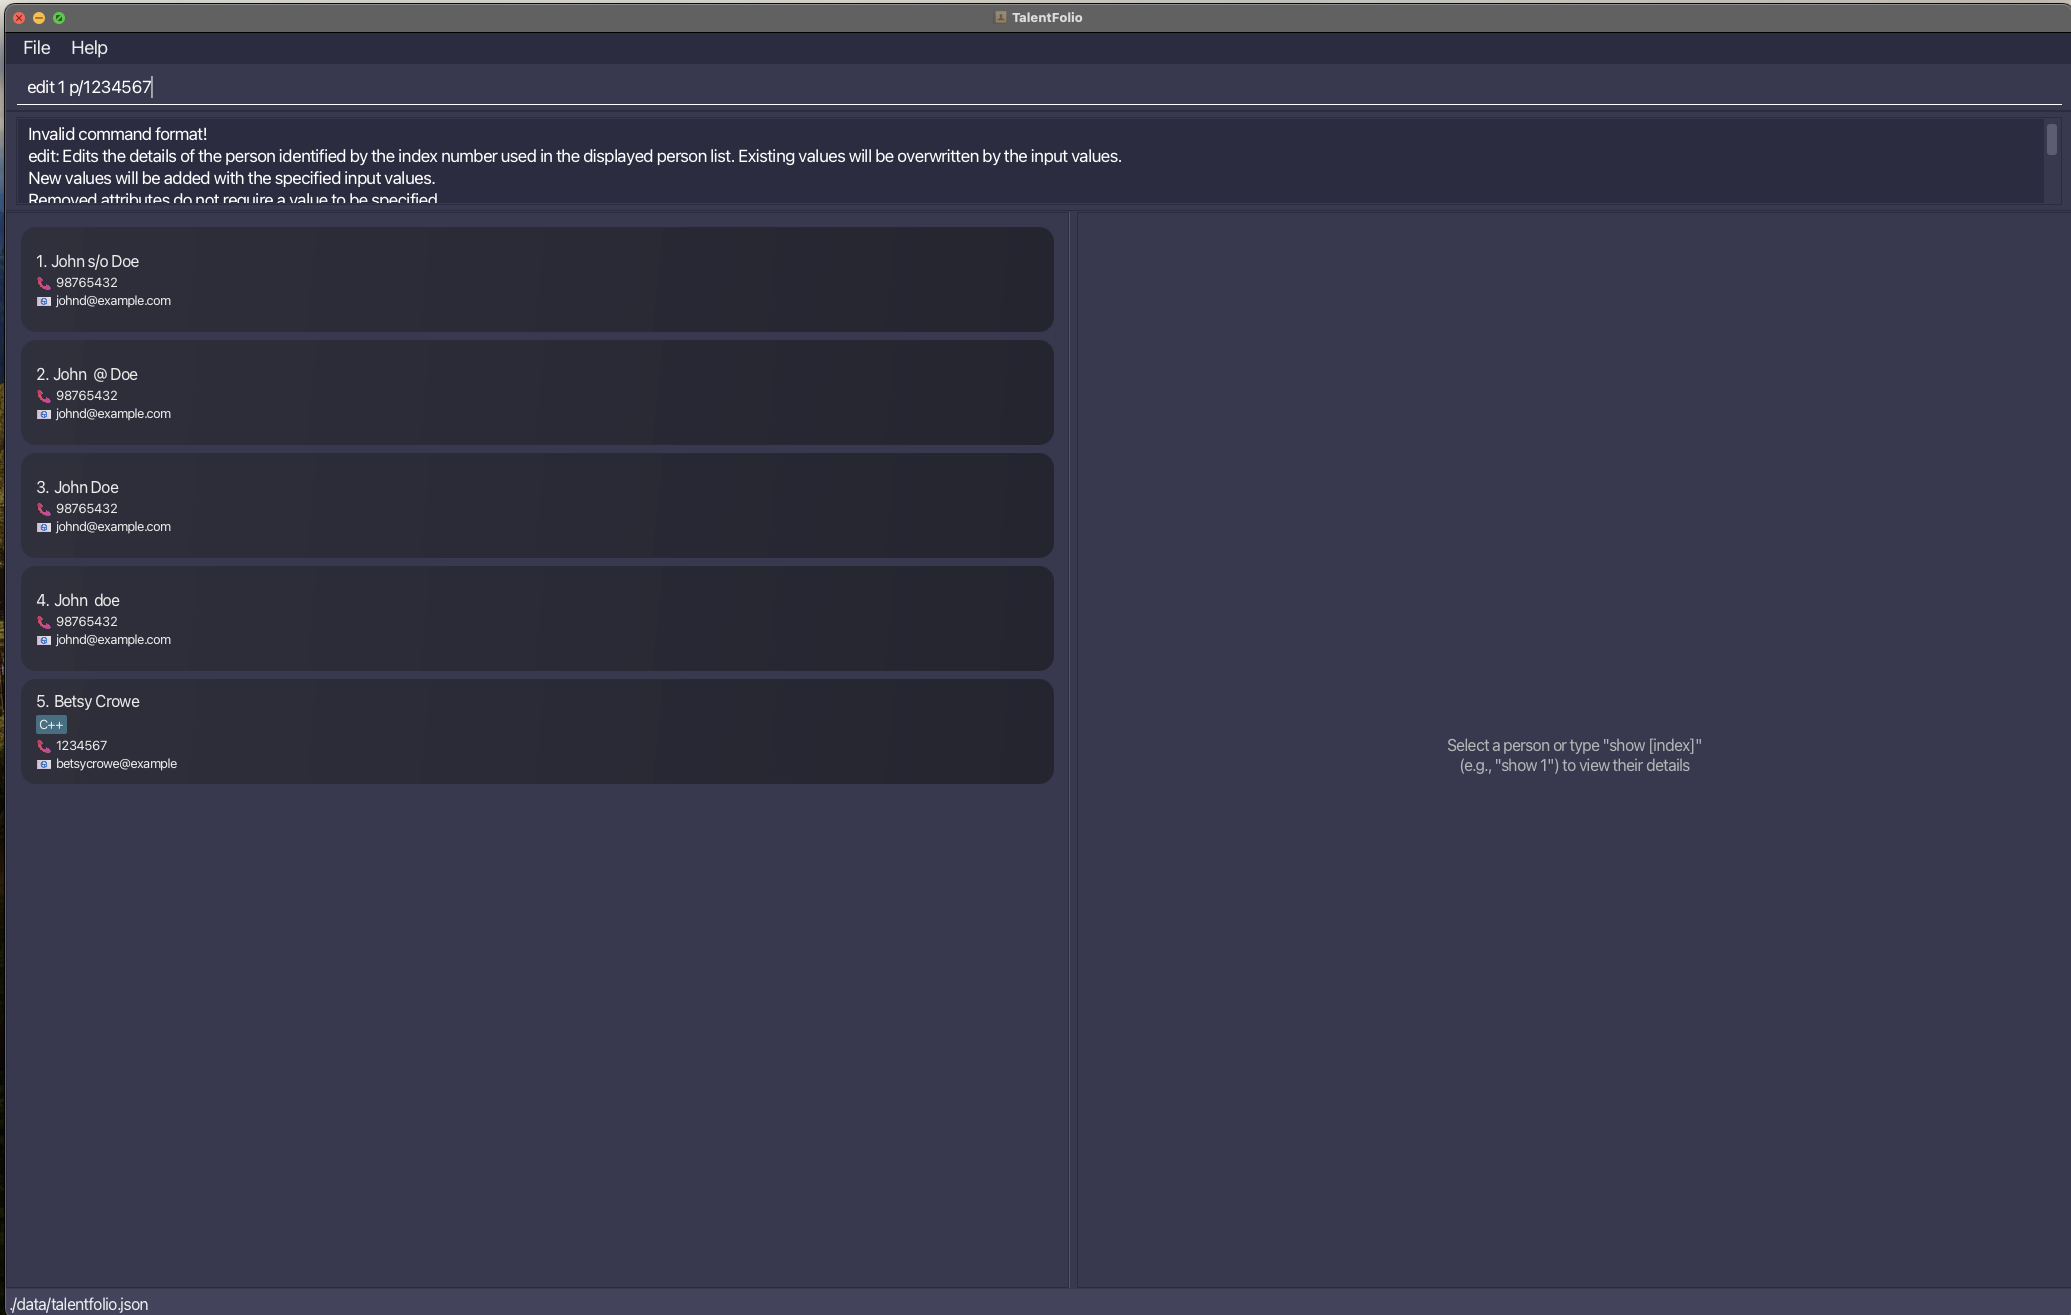 TalentFolio
File Help
edit 1 p/1234567
Invalid command format!
edit: Edits the details of the person identified by the index number used in the displayed person list. Existing values will be overwritten by the input values.
New values will be added with the specified input values.
Removed attributes do not require a value to be specified
1. John s/o Doe
98765432
johnd@example.com
2. John  @ Doe
98765432
johnd@example.com
3. John Doe
98765432
johnd@example.com
4. John  doe
98765432
johnd@example.com
5. Betsy Crowe
C++
1234567
betsycrowe@example
Select a person or type "show [index]"
(e.g., "show 1") to view their details
./data/talentfolio.json